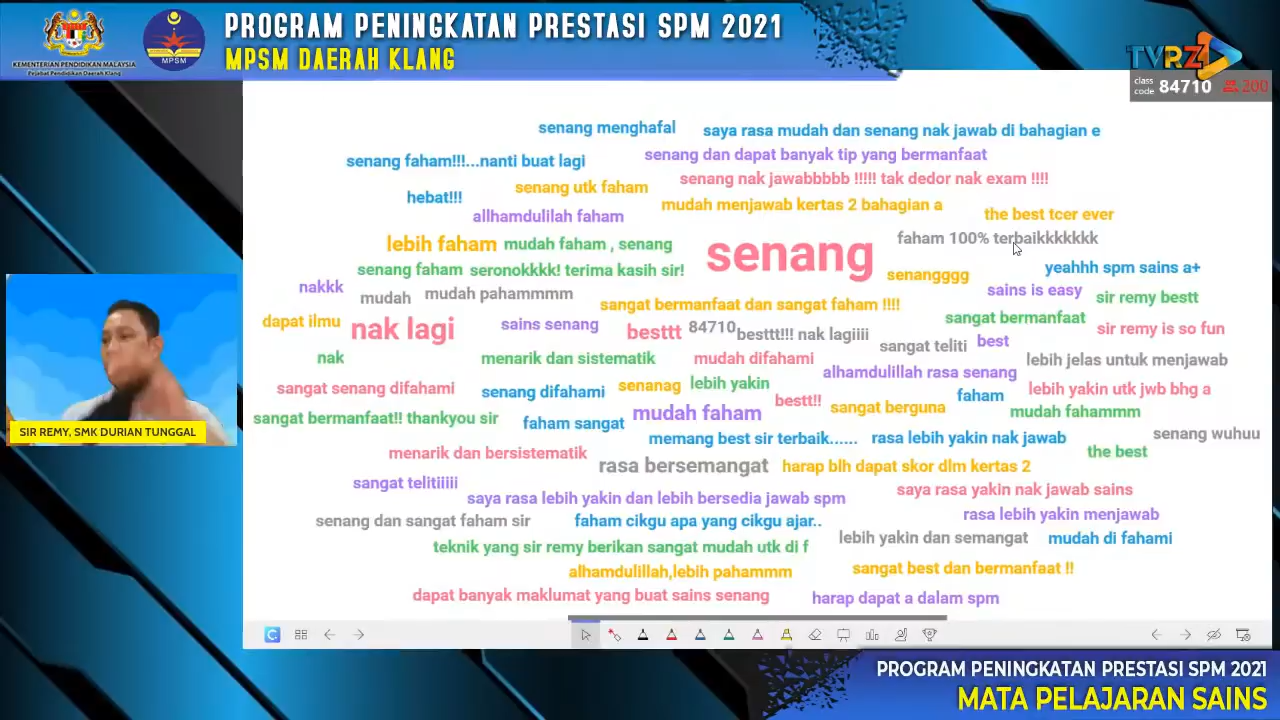 PROGRAM PENINGKATAN PRESTASI SPM 2021
MPSM DAERAH KLANG
KEMENTERIAN PENDIDIKAN MALAYSIA
Pejabat Pendidikan Daerah Klang
MPSM
TVRZ
class code 84710 200
senang menghafal
saya rasa mudah dan senang nak jawab di bahagian e
senang faham!!!...nanti buat lagi
senang dan dapat banyak tip yang bermanfaat
senang utk faham
senang nak jawabbbbb !!!!! tak dedor nak exam !!!!
hebat!!!
mudah menjawab kertas 2 bahagian a
allhamdulilah faham
the best tcer ever
lebih faham
mudah faham , senang
senang
faham 100% terbaikkkkkkk
senang faham
seronokkkk! terima kasih sir!
senangggg
yeahhh spm sains a+
nakkk
mudah
mudah pahammmm
sangat bermanfaat dan sangat faham !!!!
sains is easy
sir remy bestt
dapat ilmu
nak lagi
sains senang
besttt
84710
besttt!!! nak lagiiii
sangat bermanfaat
sir remy is so fun
sangat teliti
best
nak
menarik dan sistematik
mudah difahami
alhamdulillah rasa senang
lebih jelas untuk menjawab
sangat senang difahami
senang difahami
senanag
lebih yakin
bestt!!
sangat berguna
faham
lebih yakin utk jwb bhg a
sangat bermanfaat!! thankyou sir
faham sangat
mudah faham
mudah fahammm
memang best sir terbaik......
rasa lebih yakin nak jawab
senang wuhuu
menarik dan bersistematik
rasa bersemangat
harap blh dapat skor dlm kertas 2
the best
sangat telitiiiii
saya rasa lebih yakin dan lebih bersedia jawab spm
saya rasa yakin nak jawab sains
senang dan sangat faham sir
faham cikgu apa yang cikgu ajar..
rasa lebih yakin menjawab
teknik yang sir remy berikan sangat mudah utk di f
lebih yakin dan semangat
mudah di fahami
alhamdulillah,lebih pahammm
sangat best dan bermanfaat !!
dapat banyak maklumat yang buat sains senang
harap dapat a dalam spm
SIR REMY, SMK DURIAN TUNGGAL
PROGRAM PENINGKATAN PRESTASI SPM 2021
MATA PELAJARAN SAINS